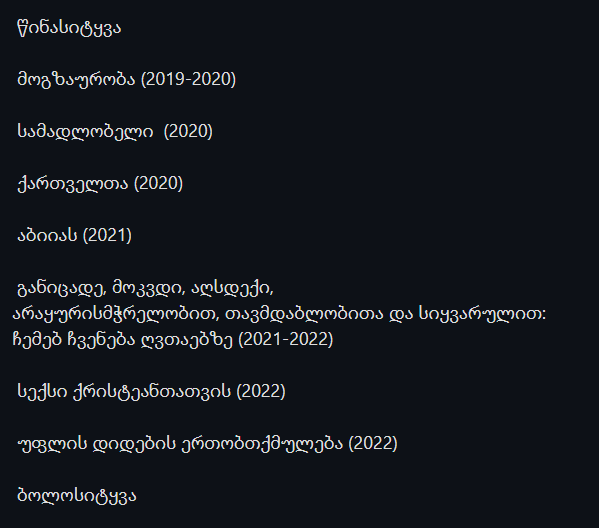 წინასიტყვა
მოგზაურობა (2019-2020)
სამადლობელი (2020)
ქართველთა (2020)
აბიიას (2021)
განიცადე, მოკვდი, აღსდექი,
არაყურისმჭრელობით, თავმდაბლობითა და სიყვარულით:
ჩემებ ჩვენება ღვთაებზე (2021-2022)
სექსი ქრისტეანთათვის (2022)
უფლის დიდების ერთობთქმულება (2022)
ბოლოსიტყვა